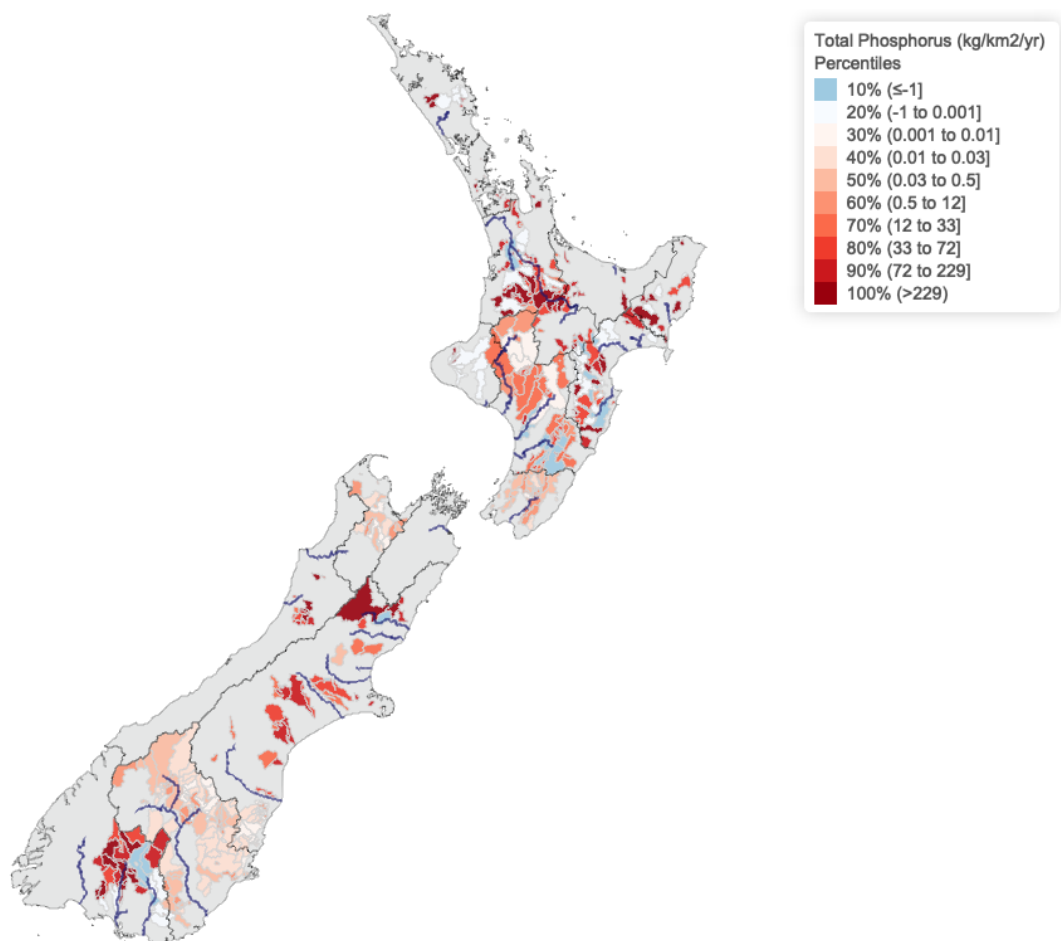 Total Phosphorus (kg/km2/yr)
Percentiles
10% (≤-1]
20% (-1 to 0.001]
30% (0.001 to 0.01]
40% (0.01 to 0.03]
50% (0.03 to 0.5]
60% (0.5 to 12]
70% (12 to 33]
80% (33 to 72]
90% (72 to 229]
100% (>229)